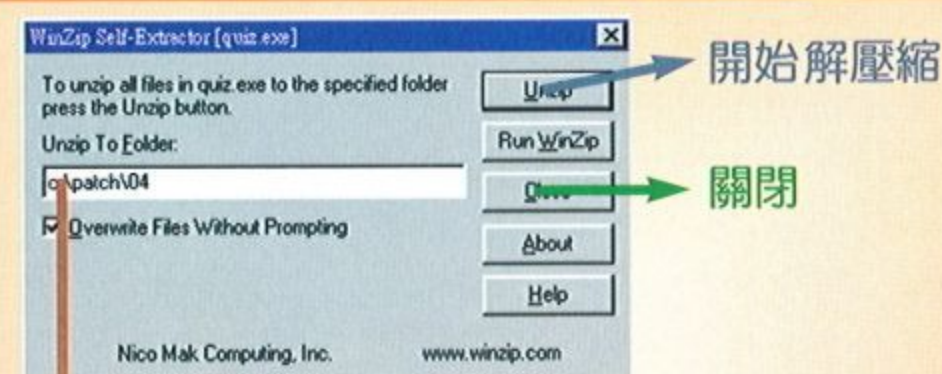 WinZip Self-Extractor [quiz.exe]
To unzip all files in quiz.exe to the specified folder
press the Unzip button.
Unzip To Folder:
\patch\04
Overwrite Files Without Prompting
Unzip
Run WinZip
Close
About
Help
Nico Mak Computing, Inc.
www.winzip.com
開始解壓縮
關閉